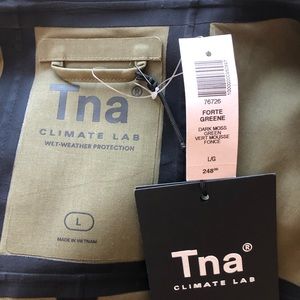 Tna®
CLIMATE LAB
WET-WEATHER PROTECTION
L
MADE IN VIETNAM
76726
FORTE
GREENE
DARK MOSS
GREEN
VERT MOUSSE
FONCE
L/G
248.00
Tna®
CLIMATE LAB